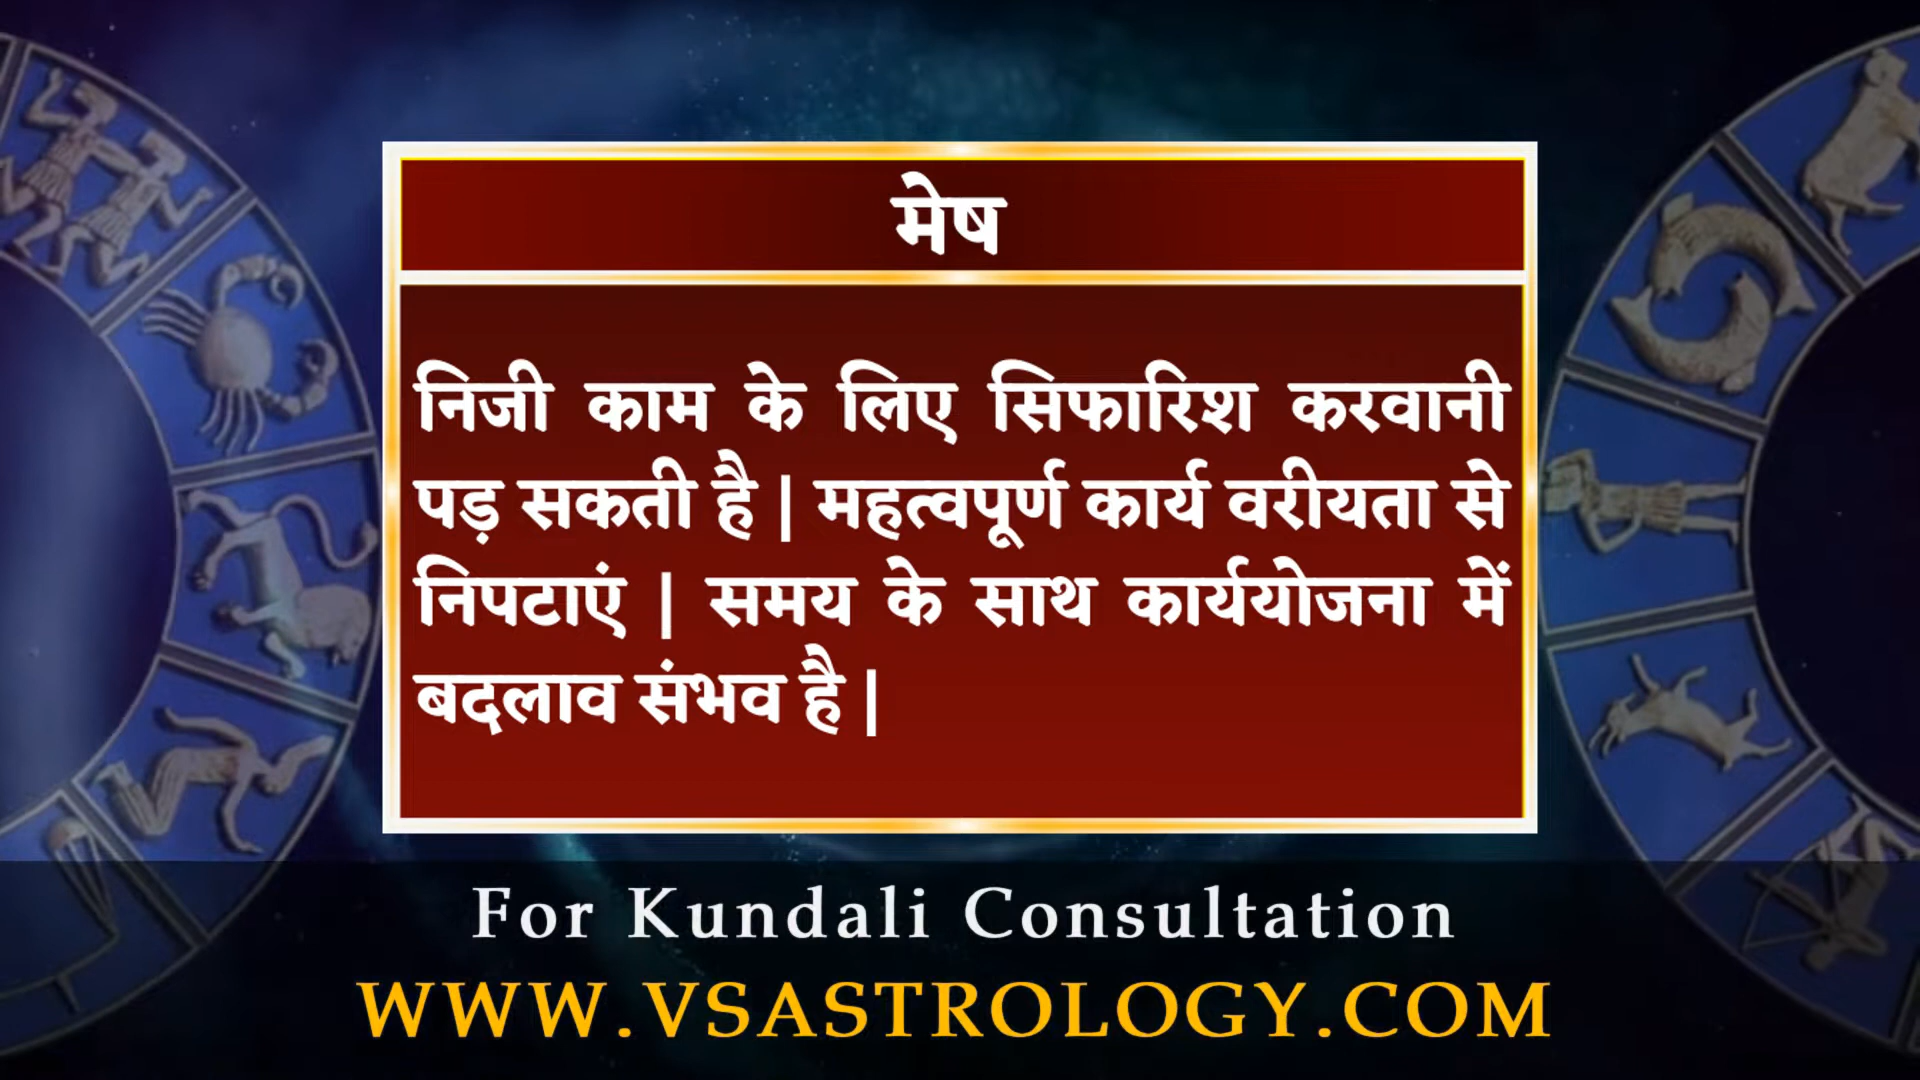 मेष
निजी काम के लिए सिफारिश करवानी
पड़ सकती है | महत्वपूर्ण कार्य वरीयता से
निपटाएं | समय के साथ कार्ययोजना में
बदलाव संभव है |
For Kundali Consultation
WWW.VSASTROLOGY.COM